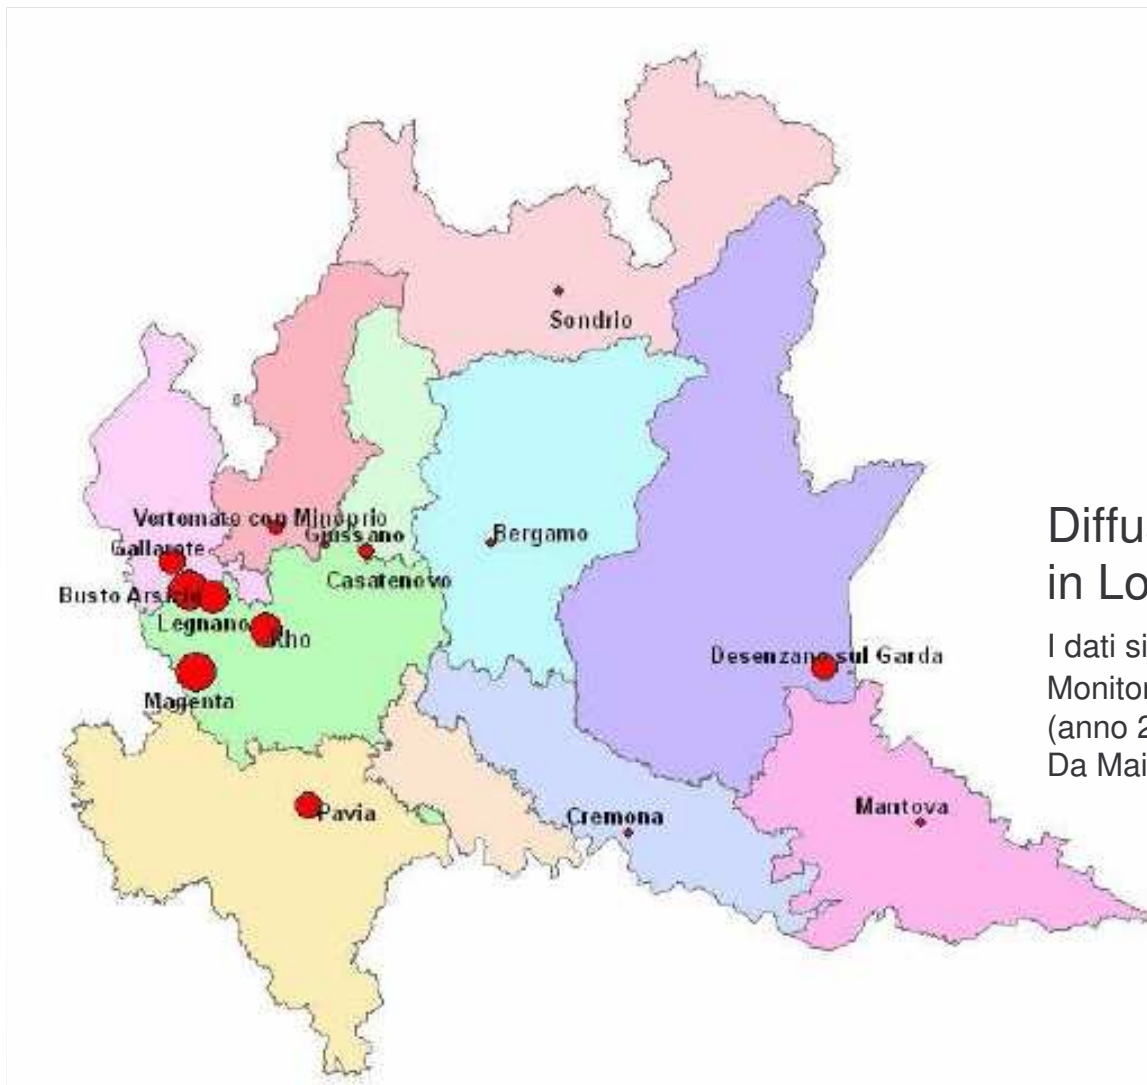 Sondrio
Vertemate con Minoprio
Giussano
Bergamo
Gallarate
Casatenovo
Busto Arsizio
Legnano
Rho
Desenzano sul Garda
Magenta
Pavia
Cremona
Mantova
Diffu
in Lo
I dati si
Monitor
(anno 2
Da Mai